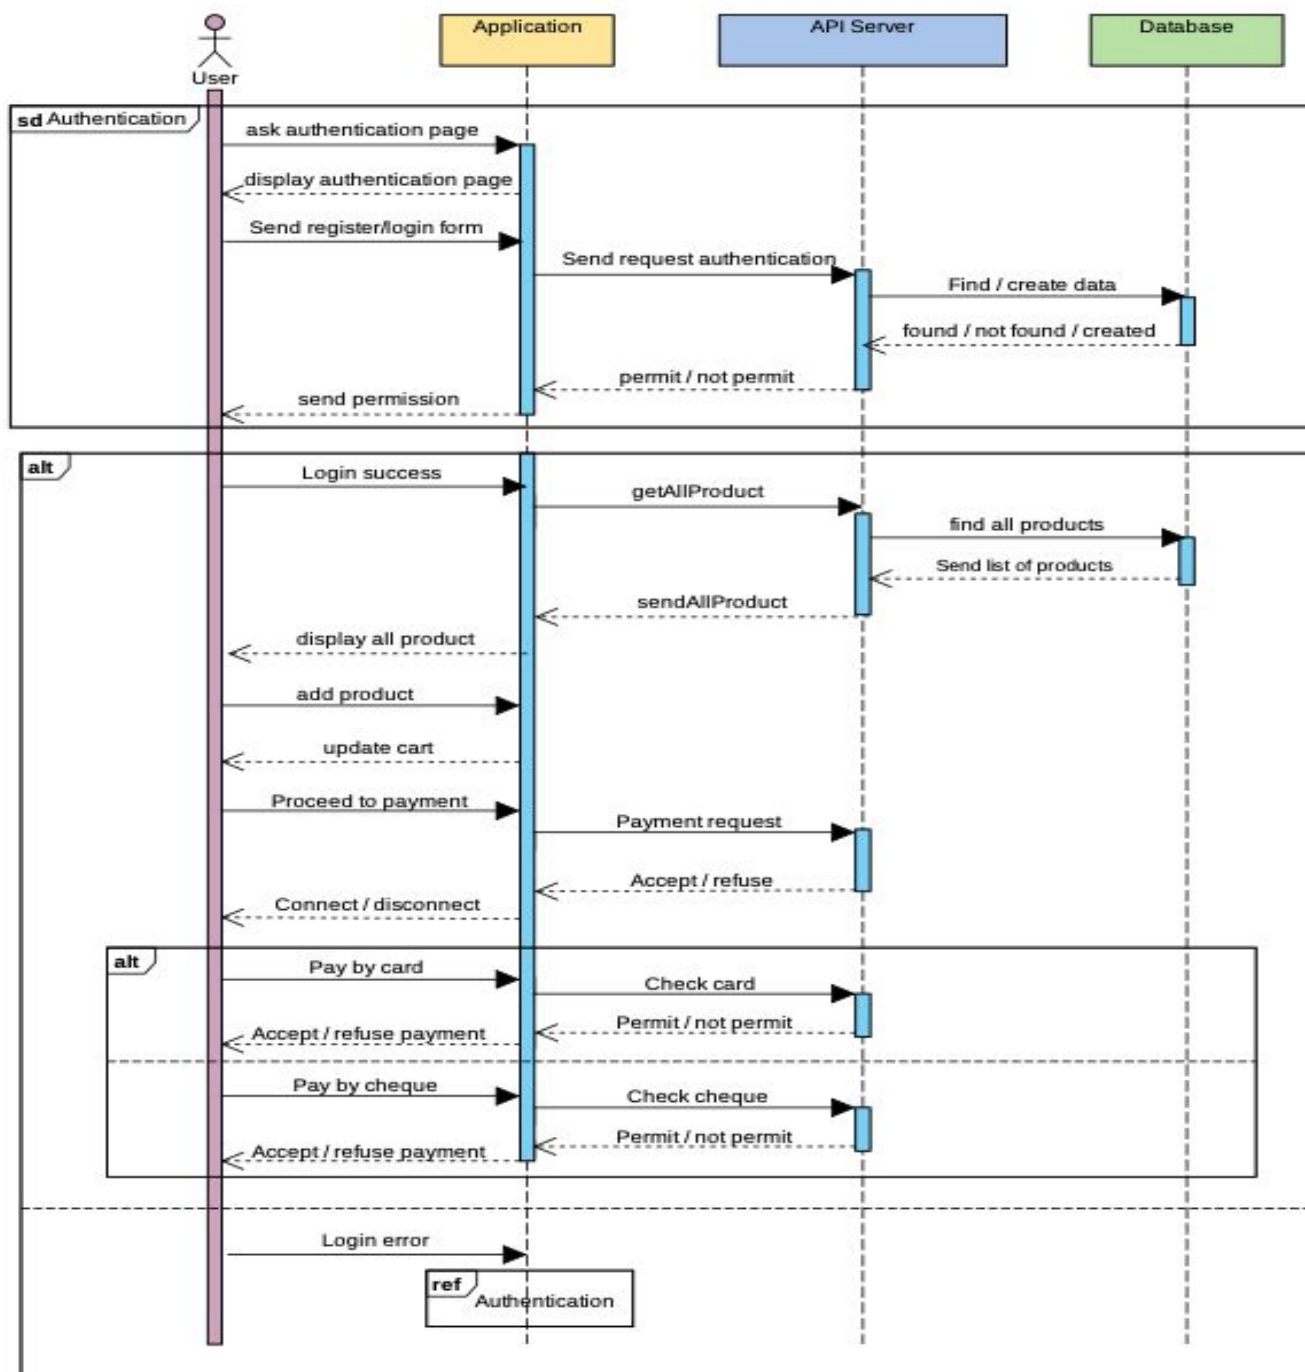 Application
API Server
Database
User
sd Authentication
ask authentication page
display authentication page
Send register/login form
Send request authentication
Find / create data
found / not found / created
permit / not permit
send permission
alt
Login success
getAllProduct
find all products
Send list of products
sendAllProduct
display all product
add product
update cart
Proceed to payment
Payment request
Accept / refuse
Connect / disconnect
alt
Pay by card
Check card
Permit / not permit
Accept / refuse payment
Pay by cheque
Check cheque
Permit / not permit
Accept / refuse payment
Login error
ref
Authentication